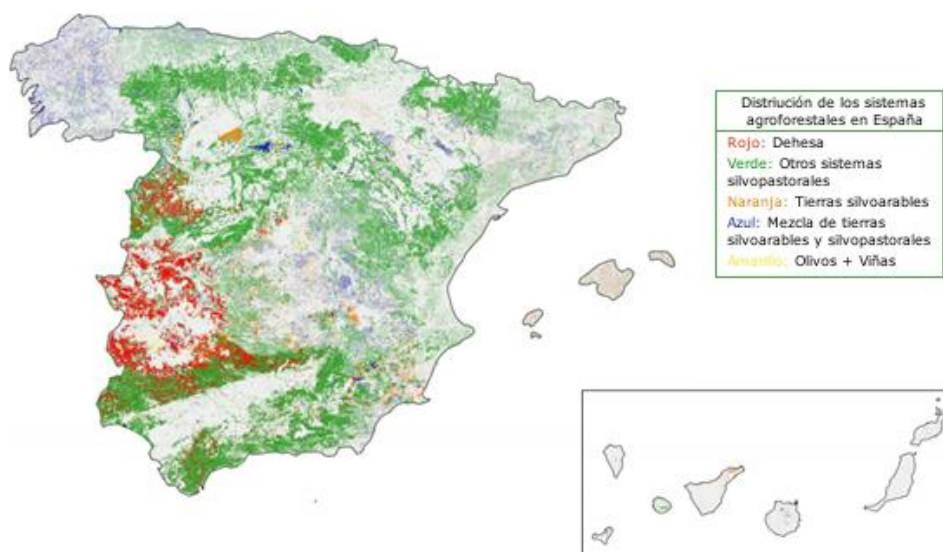 Distriución de los sistemas
agroforestales en España
Rojo: Dehesa
Verde: Otros sistemas
silvopastorales
Naranja: Tierras silvoarables
Azul: Mezcla de tierras
silvoarables y silvopastorales
Amarillo: Olivos + Viñas